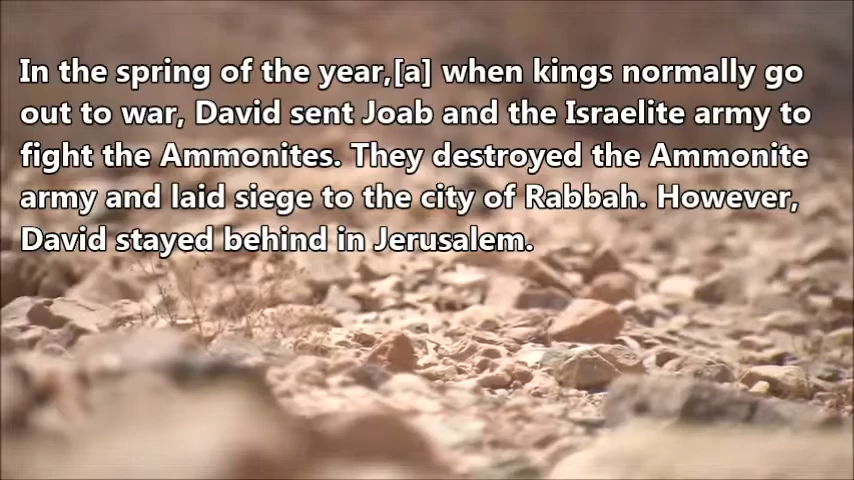 In the spring of the year,[a] when kings normally go
out to war, David sent Joab and the Israelite army to
fight the Ammonites. They destroyed the Ammonite
army and laid siege to the city of Rabbah. However,
David stayed behind in Jerusalem.